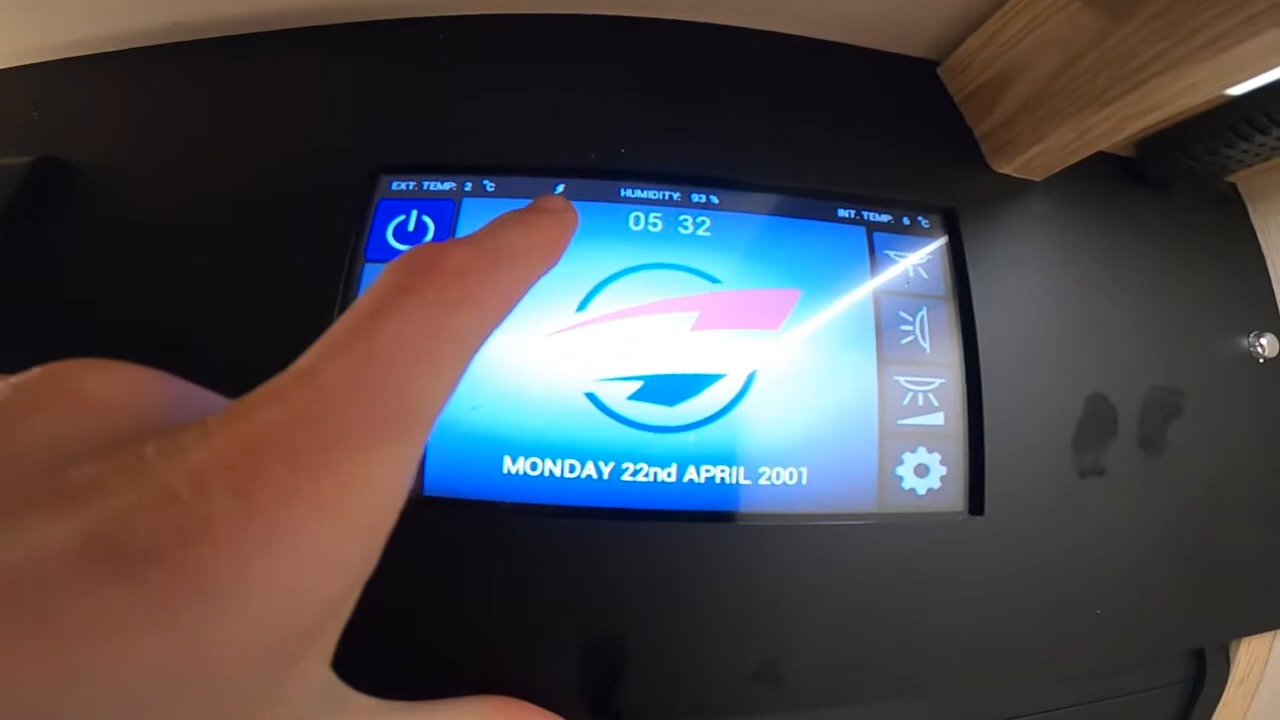 EXT. TEMP: 2 °C
HUMIDITY: 93 %
INT. TEMP: 6 °C
05 32
MONDAY 22nd APRIL 2001